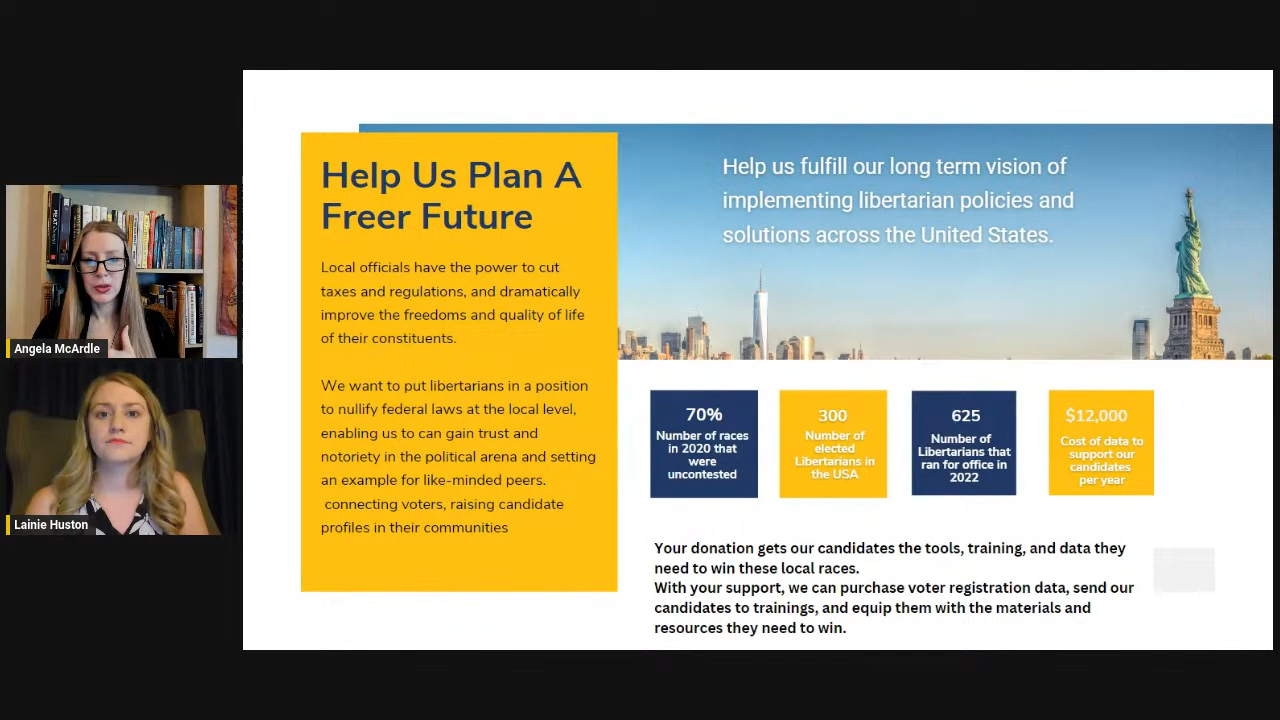 Angela McArdle
Lainie Huston
Help Us Plan A
Freer Future
Local officials have the power to cut
taxes and regulations, and dramatically
improve the freedoms and quality of life
of their constituents.
We want to put libertarians in a position
to nullify federal laws at the local level,
enabling us to can gain trust and
notoriety in the political arena and setting
an example for like-minded peers.
connecting voters, raising candidate
profiles in their communities
Help us fulfill our long term vision of
implementing libertarian policies and
solutions across the United States.
70%
Number of races
in 2020 that
were
uncontested
300
Number of
elected
Libertarians in
the USA
625
Number of
Libertarians that
ran for office in
2022
$12,000
Cost of data to
support our
candidates
per year
Your donation gets our candidates the tools, training, and data they
need to win these local races.
With your support, we can purchase voter registration data, send our
candidates to trainings, and equip them with the materials and
resources they need to win.